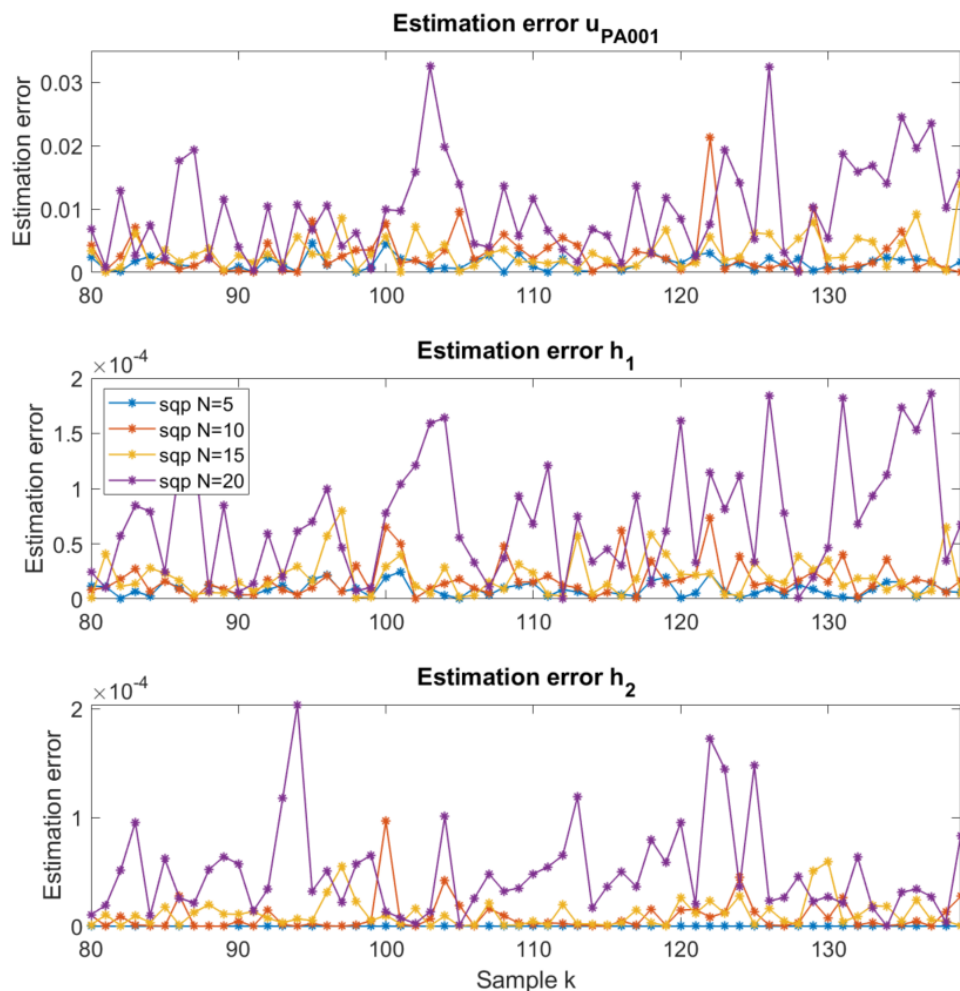 Estimation error u_PA001
Estimation error
0.03
0.02
0.01
0
80 90 100 110 120 130
Estimation error h_1
×10^-4
Estimation error
2
1.5
1
0.5
0
sqp N=5
sqp N=10
sqp N=15
sqp N=20
80 90 100 110 120 130
Estimation error h_2
×10^-4
Estimation error
2
1
0
80 90 100 110 120 130
Sample k